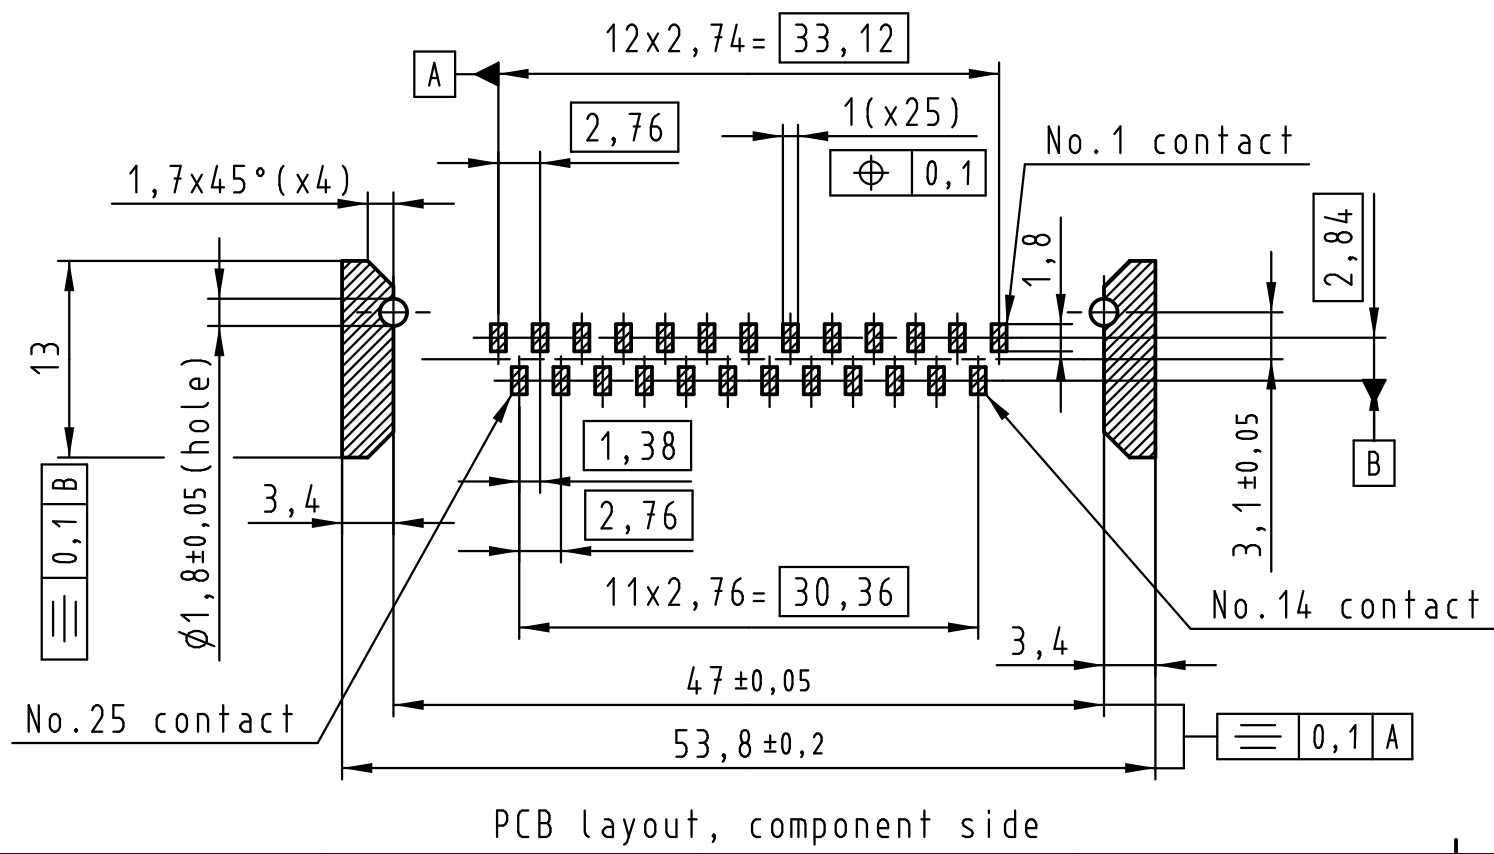 12x2,74= 33,12
A
2,76
1(x25)
No.1 contact
0,1
1,7x45°(x4)
2,84
1,8
13
ø1,8±0,05(hole)
1,38
3,1±0,05
B
0,1 B
3,4
2,76
11x2,76= 30,36
No.14 contact
3,4
47±0,05
No.25 contact
53,8±0,2
0,1 A
PCB layout, component side